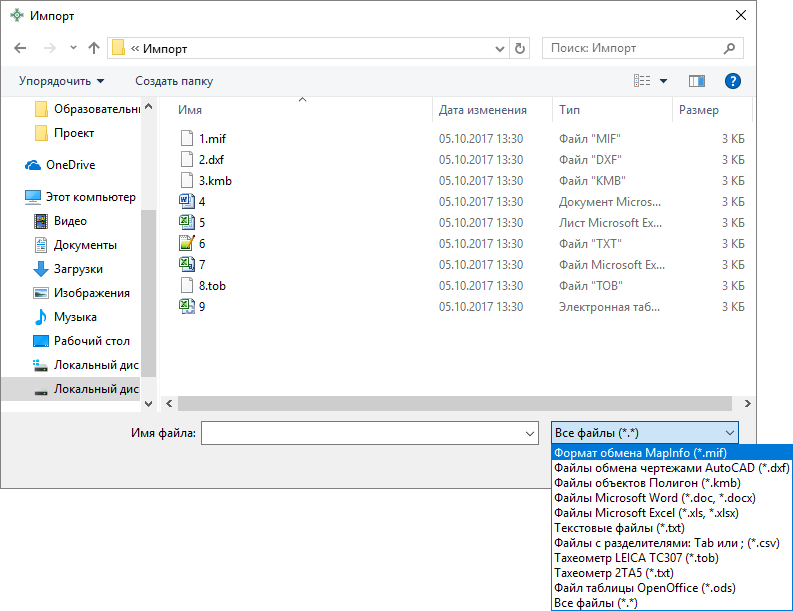 Импорт
« Импорт
Поиск: Импорт
Упорядочить
Создать папку
?
Образовательн
Проект
OneDrive
Этот компьютер
Видео
Документы
Загрузки
Изображения
Музыка
Рабочий стол
Локальный дис
Локальный дис
Имя Дата изменения Тип Размер
1.mif 05.10.2017 13:30 Файл "MIF" 3 КБ
2.dxf 05.10.2017 13:30 Файл "DXF" 3 КБ
3.kmb 05.10.2017 13:30 Файл "KMB" 3 КБ
4 05.10.2017 13:30 Документ Micros... 3 КБ
5 05.10.2017 13:30 Лист Microsoft Ex... 3 КБ
6 05.10.2017 13:30 Файл "TXT" 3 КБ
7 05.10.2017 13:30 Файл Microsoft Ex... 3 КБ
8.tob 05.10.2017 13:30 Файл "TOB" 3 КБ
9 05.10.2017 13:30 Электронная таб... 3 КБ
Имя файла:
Все файлы (*.*)
Формат обмена MapInfo (*.mif)
Файлы обмена чертежами AutoCAD (*.dxf)
Файлы объектов Полигон (*.kmb)
Файлы Microsoft Word (*.doc, *.docx)
Файлы Microsoft Excel (*.xls, *.xlsx)
Текстовые файлы (*.txt)
Файлы с разделителями: Tab или ; (*.csv)
Тахеометр LEICA TC307 (*.tob)
Тахеометр 2TA5 (*.txt)
Файл таблицы OpenOffice (*.ods)
Все файлы (*.*)